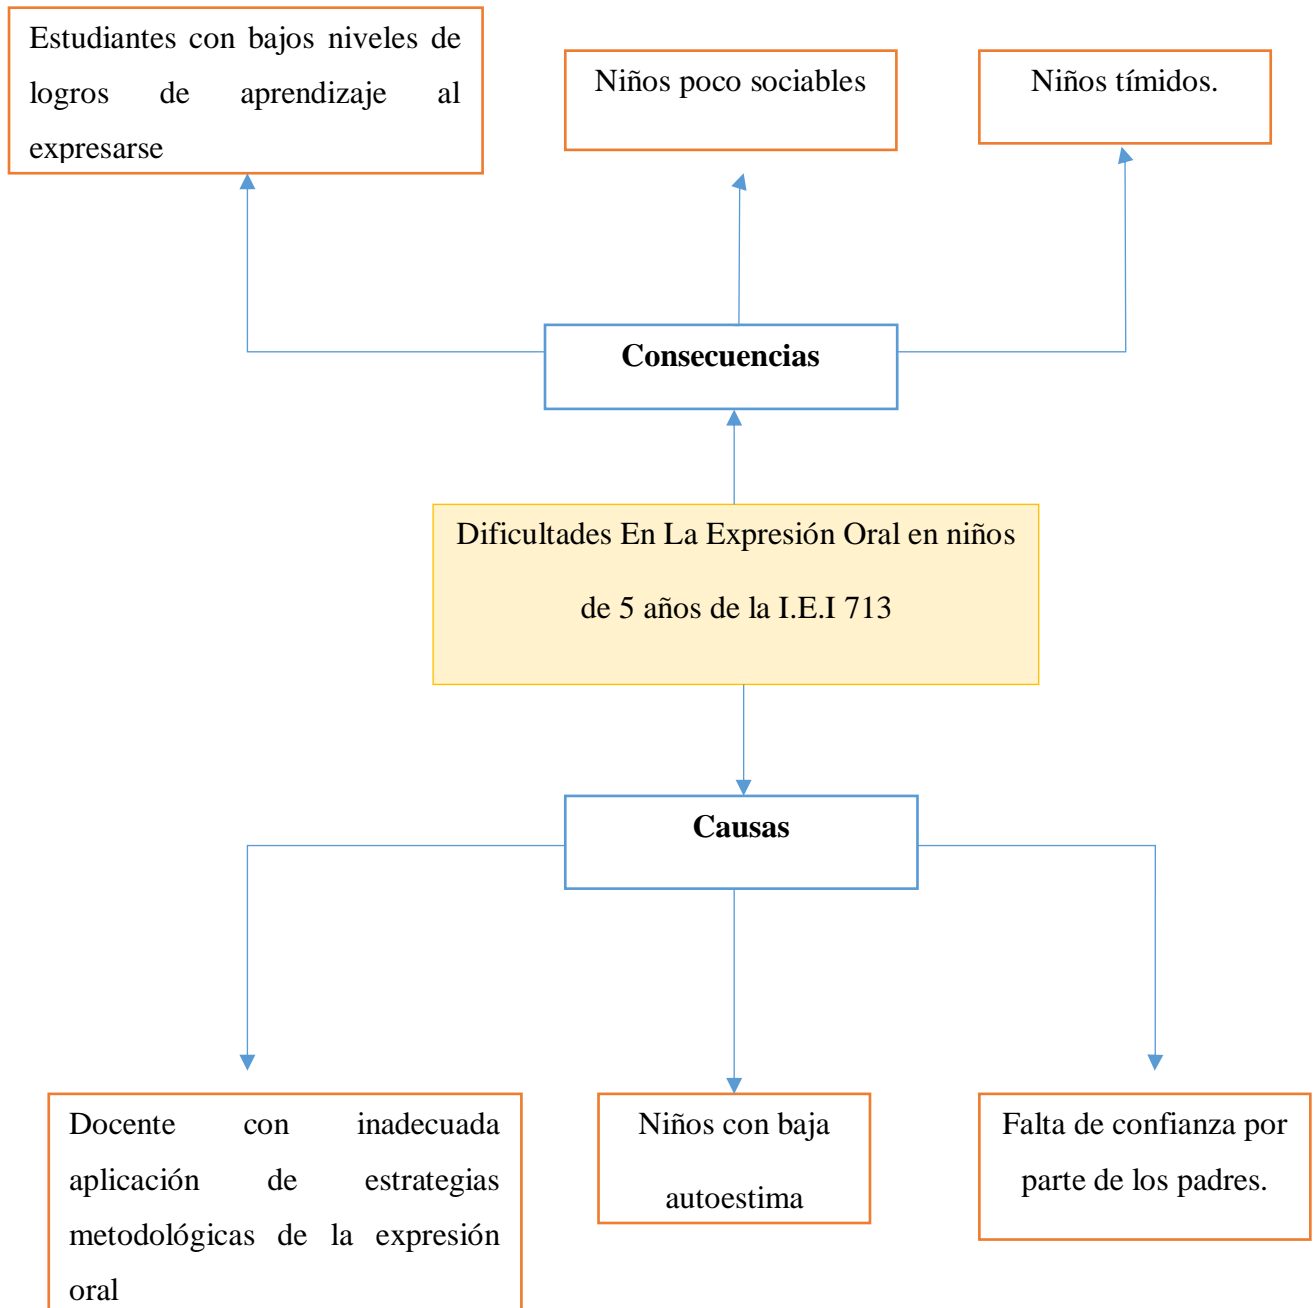 Estudiantes con bajos niveles de
logros de aprendizaje al
expresarse
Niños poco sociables
Niños tímidos.
Consecuencias
Dificultades En La Expresión Oral en niños
de 5 años de la I.E.I 713
Causas
Docente con inadecuada
aplicación de estrategias
metodológicas de la expresión
oral
Niños con baja
autoestima
Falta de confianza por
parte de los padres.